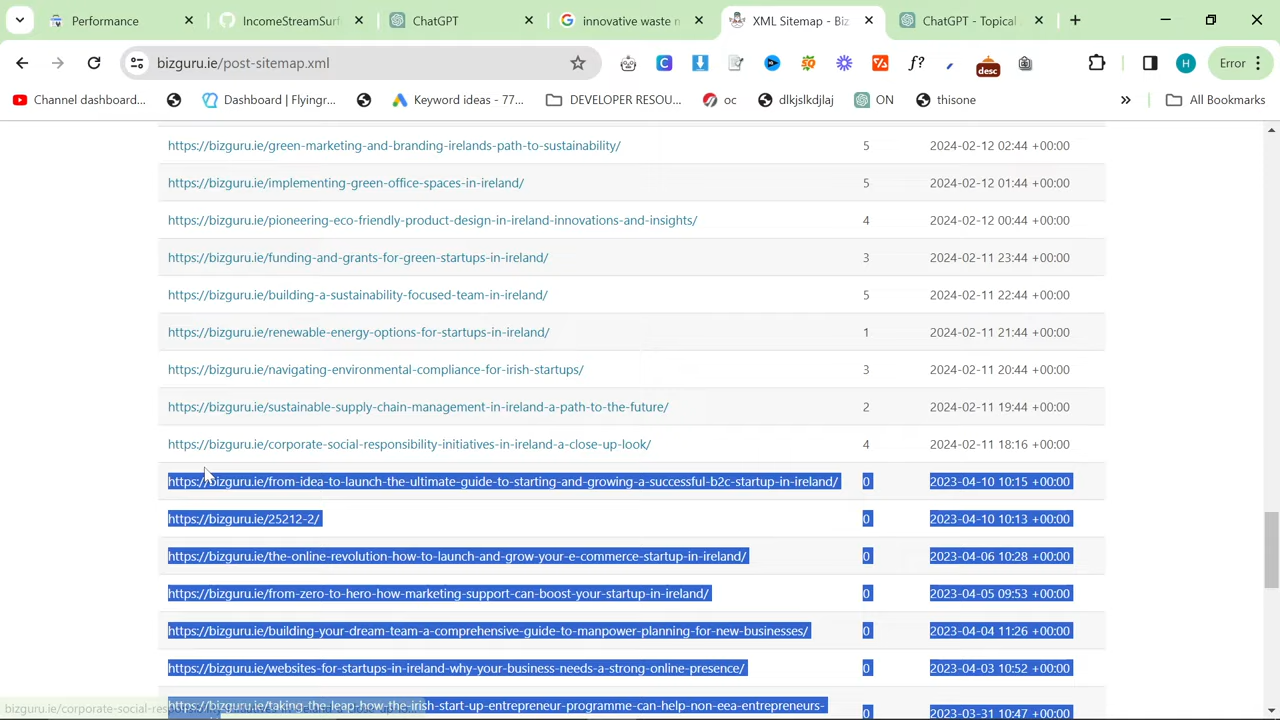 Performance
IncomeStreamSurf
ChatGPT
innovative waste m
XML Sitemap - Biz
ChatGPT - Topical
bizguru.ie/post-sitemap.xml
desc
H
Error
Channel dashboard...
Dashboard | Flyingr...
Keyword ideas - 77...
DEVELOPER RESOU...
oc
dlkjslkdjlaj
ON
thisone
All Bookmarks
https://bizguru.ie/green-marketing-and-branding-irelands-path-to-sustainability/ 5 2024-02-12 02:44 +00:00
https://bizguru.ie/implementing-green-office-spaces-in-ireland/ 5 2024-02-12 01:44 +00:00
https://bizguru.ie/pioneering-eco-friendly-product-design-in-ireland-innovations-and-insights/ 4 2024-02-12 00:44 +00:00
https://bizguru.ie/funding-and-grants-for-green-startups-in-ireland/ 3 2024-02-11 23:44 +00:00
https://bizguru.ie/building-a-sustainability-focused-team-in-ireland/ 5 2024-02-11 22:44 +00:00
https://bizguru.ie/renewable-energy-options-for-startups-in-ireland/ 1 2024-02-11 21:44 +00:00
https://bizguru.ie/navigating-environmental-compliance-for-irish-startups/ 3 2024-02-11 20:44 +00:00
https://bizguru.ie/sustainable-supply-chain-management-in-ireland-a-path-to-the-future/ 2 2024-02-11 19:44 +00:00
https://bizguru.ie/corporate-social-responsibility-initiatives-in-ireland-a-close-up-look/ 4 2024-02-11 18:16 +00:00
https://bizguru.ie/from-idea-to-launch-the-ultimate-guide-to-starting-and-growing-a-successful-b2c-startup-in-ireland/ 0 2023-04-10 10:15 +00:00
https://bizguru.ie/25212-2/ 0 2023-04-10 10:13 +00:00
https://bizguru.ie/the-online-revolution-how-to-launch-and-grow-your-e-commerce-startup-in-ireland/ 0 2023-04-06 10:28 +00:00
https://bizguru.ie/from-zero-to-hero-how-marketing-support-can-boost-your-startup-in-ireland/ 0 2023-04-05 09:53 +00:00
https://bizguru.ie/building-your-dream-team-a-comprehensive-guide-to-manpower-planning-for-new-businesses/ 0 2023-04-04 11:26 +00:00
https://bizguru.ie/websites-for-startups-in-ireland-why-your-business-needs-a-strong-online-presence/ 0 2023-04-03 10:52 +00:00
https://bizguru.ie/taking-the-leap-how-the-irish-start-up-entrepreneur-programme-can-help-non-eea-entrepreneurs- 0 2023-03-31 10:47 +00:00